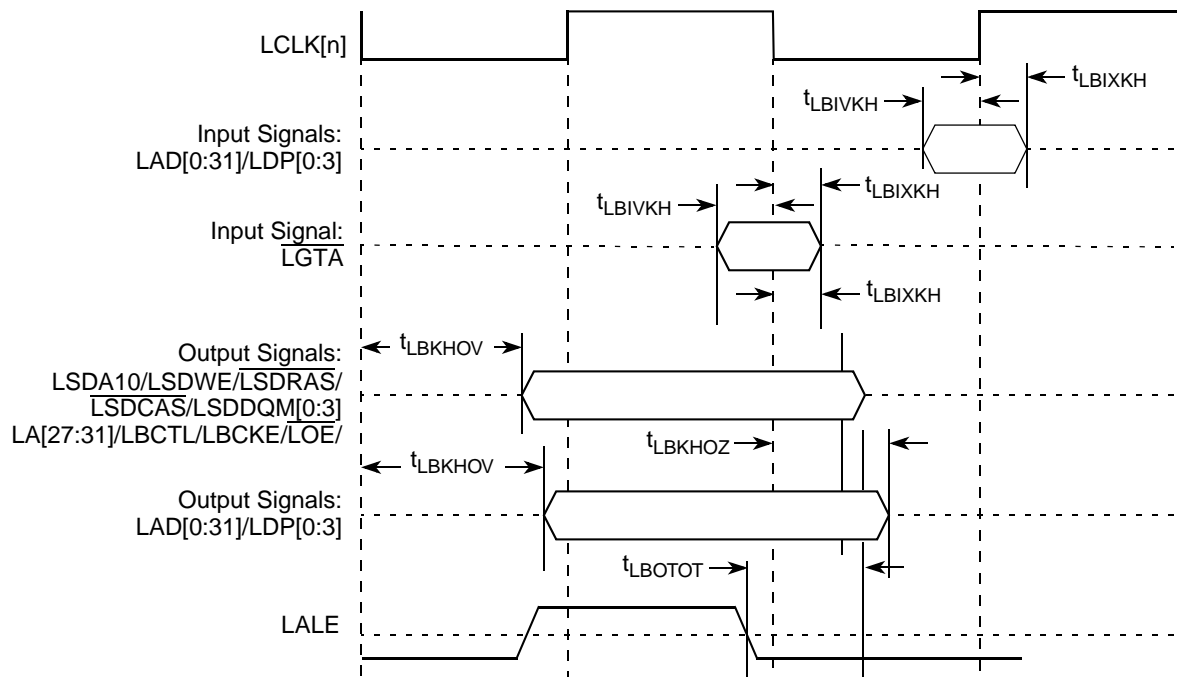 LCLK[n]
tLBIXKH
tLBIVKH
Input Signals:
LAD[0:31]/LDP[0:3]
tLBIXKH
tLBIVKH
Input Signal:
LGTA
tLBIXKH
tLBKHOV
Output Signals:
LSDA10/LSDWE/LSDRAS/
LSDCAS/LSDDQM[0:3]
LA[27:31]/LBCTL/LBCKE/LOE/
tLBKHOZ
tLBKHOV
Output Signals:
LAD[0:31]/LDP[0:3]
tLBOTOT
LALE